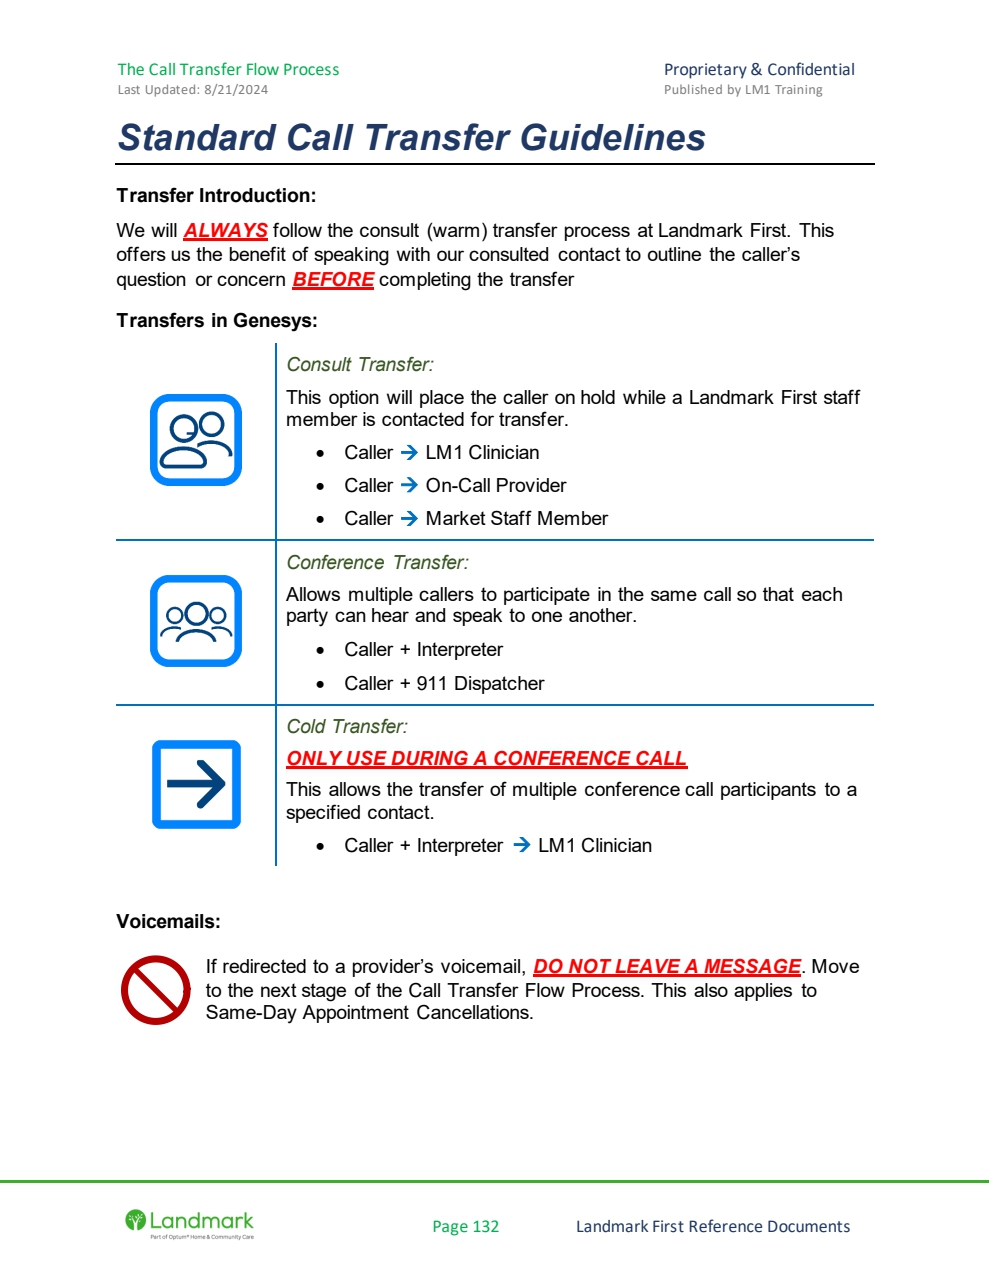 The Call Transfer Flow Process
Proprietary & Confidential
Last Updated: 8/21/2024
Published by LM1 Training
Standard Call Transfer Guidelines
Transfer Introduction:
We will ALWAYS follow the consult (warm) transfer process at Landmark First. This
offers us the benefit of speaking with our consulted contact to outline the caller's
question or concern BEFORE completing the transfer
Transfers in Genesys:
Consult Transfer:
This option will place the caller on hold while a Landmark First staff
member is contacted for transfer.
• Caller → LM1 Clinician
• Caller → On-Call Provider
• Caller → Market Staff Member
Conference Transfer:
Allows multiple callers to participate in the same call so that each
party can hear and speak to one another.
• Caller + Interpreter
• Caller + 911 Dispatcher
Cold Transfer:
ONLY USE DURING A CONFERENCE CALL
This allows the transfer of multiple conference call participants to a
specified contact.
• Caller + Interpreter → LM1 Clinician
Voicemails:
If redirected to a provider's voicemail, DO NOT LEAVE A MESSAGE. Move
to the next stage of the Call Transfer Flow Process. This also applies to
Same-Day Appointment Cancellations.
Landmark
Part of Optum® Home & Community Care
Page 132
Landmark First Reference Documents